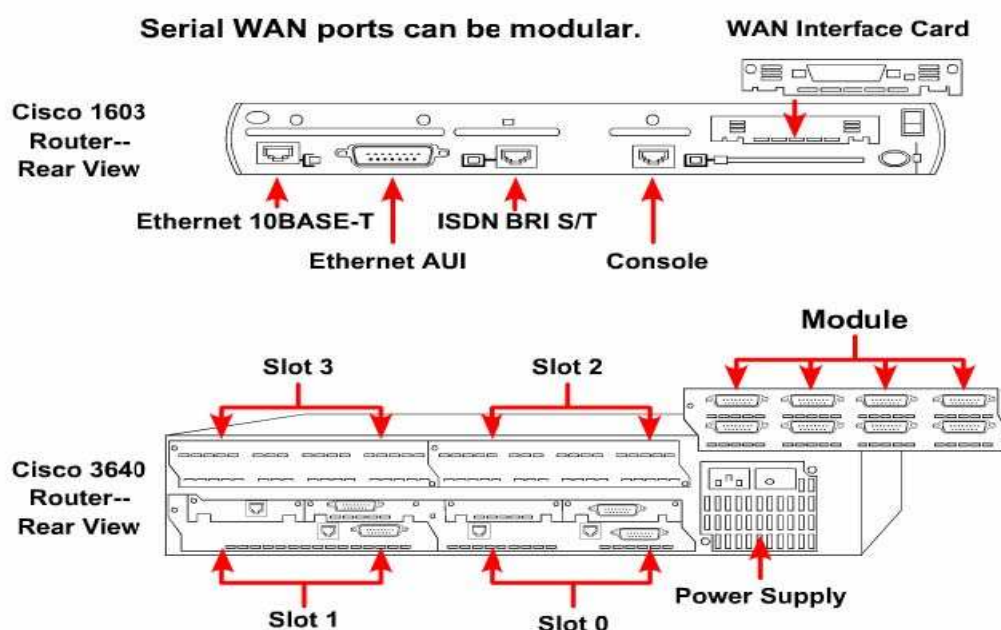 Serial WAN ports can be modular.
WAN Interface Card
Cisco 1603
Router--
Rear View
Ethernet 10BASE-T
ISDN BRI S/T
Ethernet AUI
Console
Module
Slot 3
Slot 2
Cisco 3640
Router--
Rear View
Slot 1
Slot 0
Power Supply